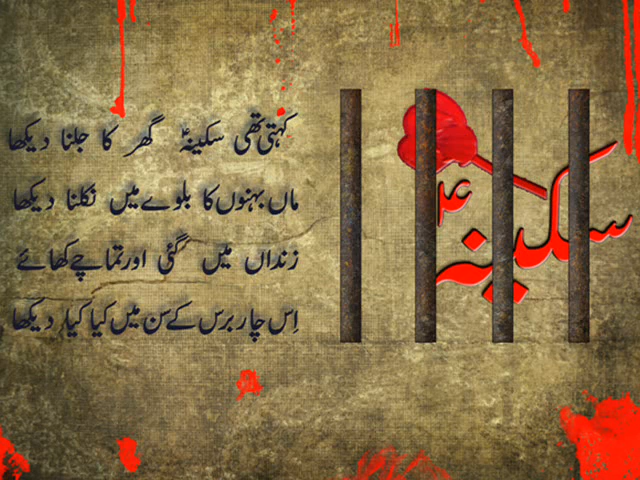 کہتی تھی سکینہؑ گھر کا جلنا دیکھا
ماں بہنوں کا بلوے میں نکلنا دیکھا
زنداں میں گئی اور تماچے کھائے
اِس چار برس کے سن میں کیا کیا دیکھا
سکینہؑ